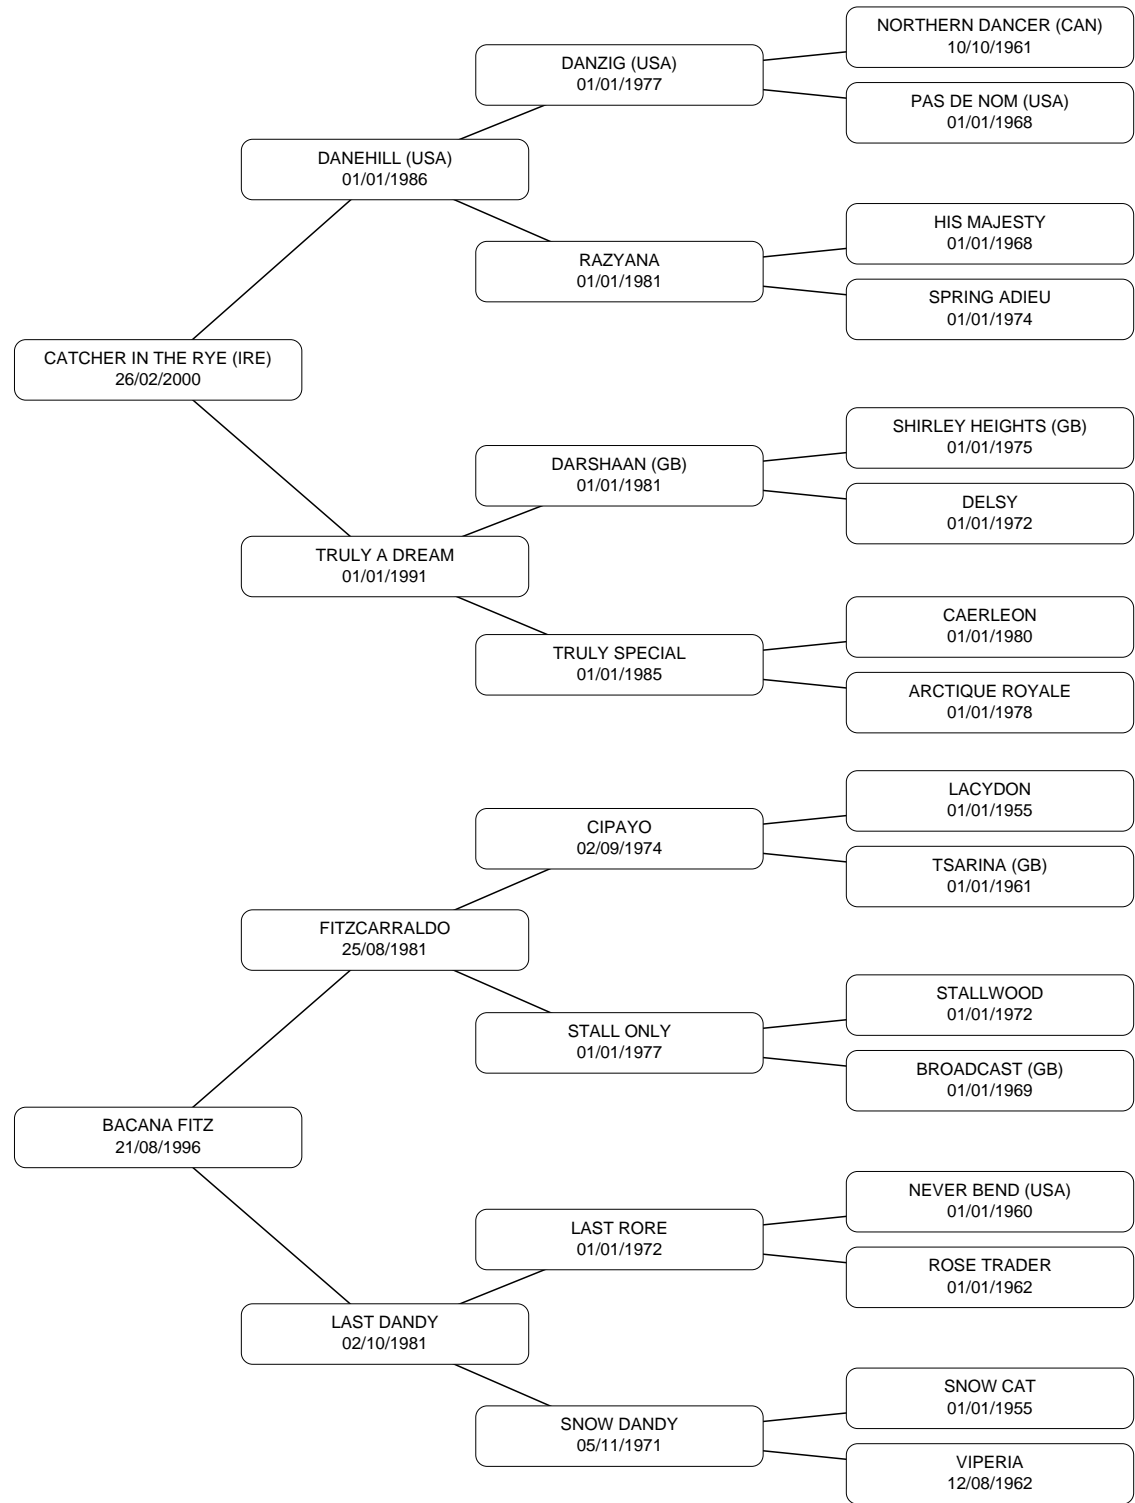 NORTHERN DANCER (CAN)
10/10/1961
DANZIG (USA)
01/01/1977
PAS DE NOM (USA)
01/01/1968
DANEHILL (USA)
01/01/1986
HIS MAJESTY
01/01/1968
RAZYANA
01/01/1981
SPRING ADIEU
01/01/1974
CATCHER IN THE RYE (IRE)
26/02/2000
SHIRLEY HEIGHTS (GB)
01/01/1975
DARSHAAN (GB)
01/01/1981
DELSY
01/01/1972
TRULY A DREAM
01/01/1991
CAERLEON
01/01/1980
TRULY SPECIAL
01/01/1985
ARCTIQUE ROYALE
01/01/1978
LACYDON
01/01/1955
CIPAYO
02/09/1974
TSARINA (GB)
01/01/1961
FITZCARRALDO
25/08/1981
STALLWOOD
01/01/1972
STALL ONLY
01/01/1977
BROADCAST (GB)
01/01/1969
BACANA FITZ
21/08/1996
NEVER BEND (USA)
01/01/1960
LAST RORE
01/01/1972
ROSE TRADER
01/01/1962
LAST DANDY
02/10/1981
SNOW CAT
01/01/1955
SNOW DANDY
05/11/1971
VIPERIA
12/08/1962